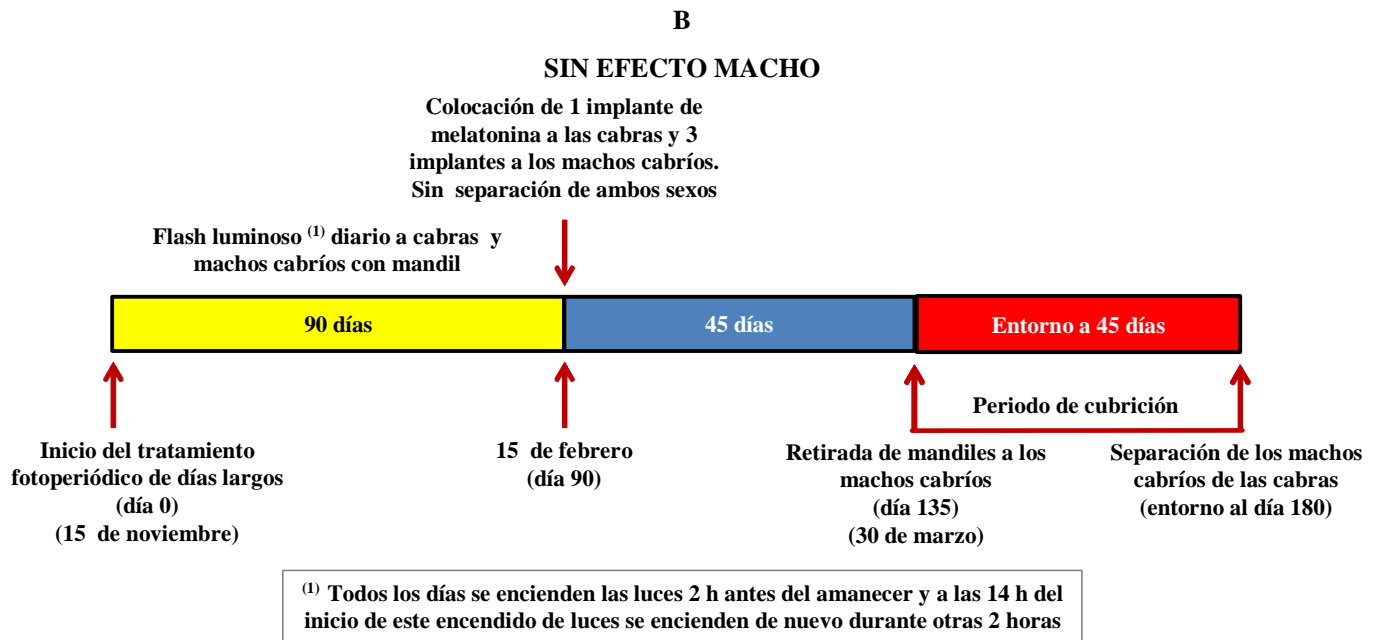 B
SIN EFECTO MACHO
Colocación de 1 implante de
melatonina a las cabras y 3
implantes a los machos cabríos.
Sin separación de ambos sexos
Flash luminoso (1) diario a cabras y
machos cabríos con mandil
90 días
45 días
Entorno a 45 días
Periodo de cubrición
Inicio del tratamiento
fotoperiódico de días largos
(día 0)
(15 de noviembre)
15 de febrero
(día 90)
Retirada de mandiles a los
machos cabríos
(día 135)
(30 de marzo)
Separación de los machos
cabríos de las cabras
(entorno al día 180)
(1) Todos los días se encienden las luces 2 h antes del amanecer y a las 14 h del
inicio de este encendido de luces se encienden de nuevo durante otras 2 horas